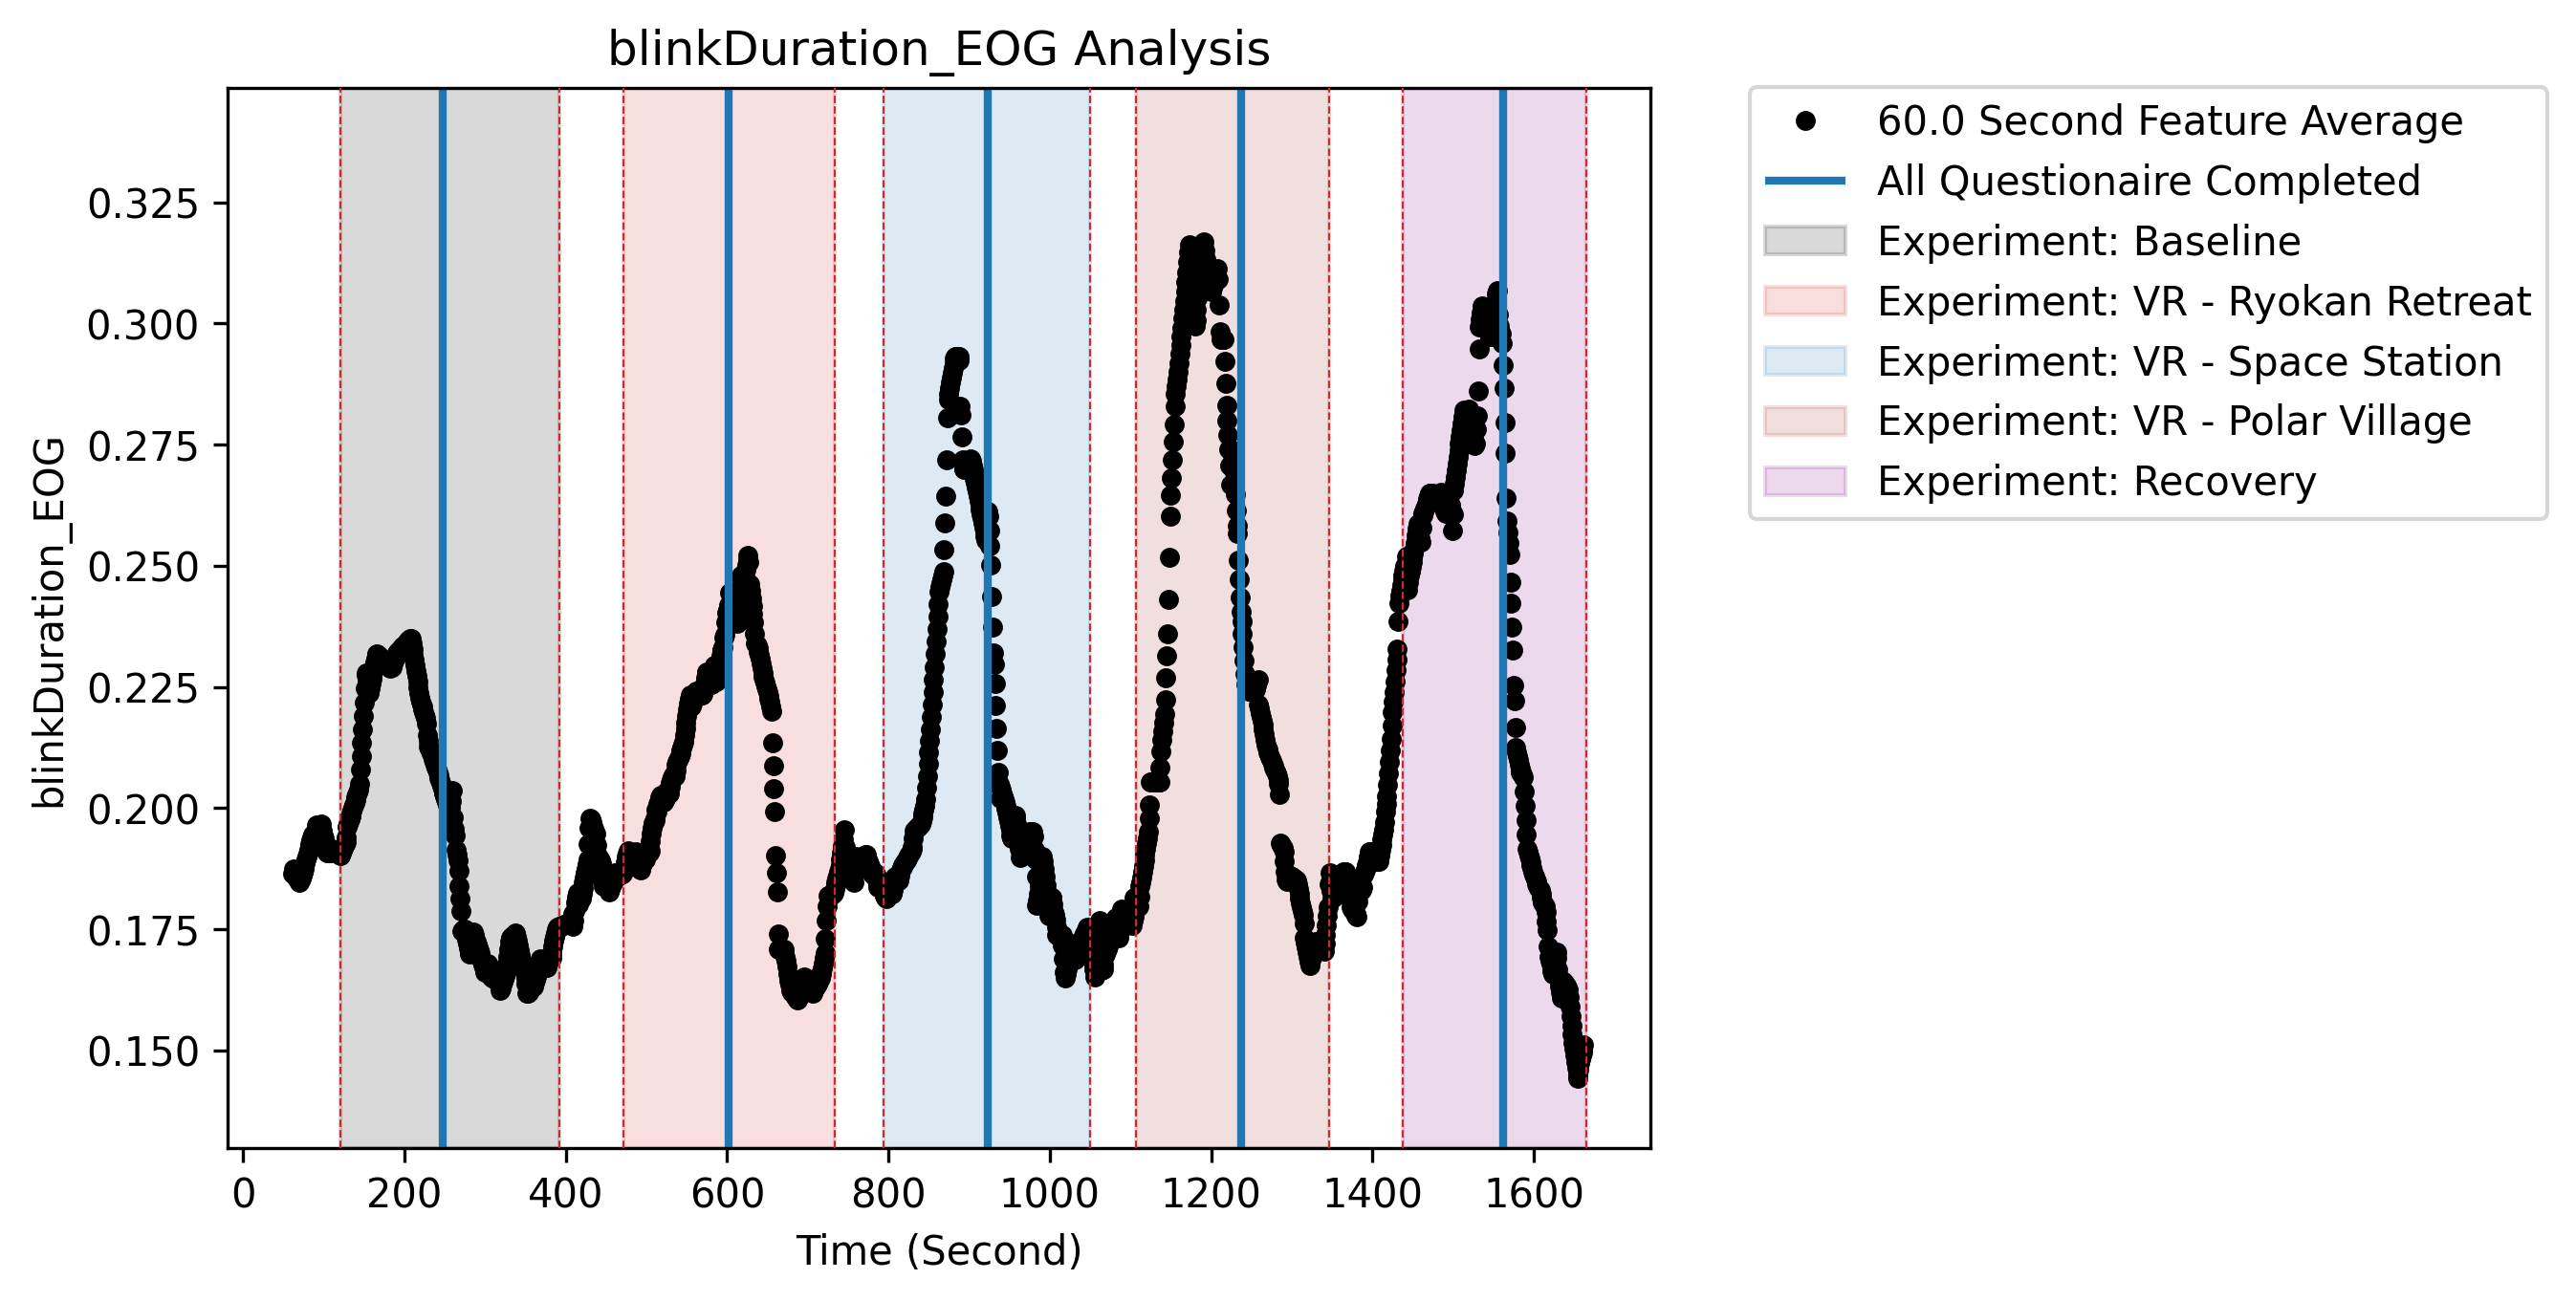 blinkDuration_EOG Analysis
blinkDuration_EOG
0.325
0.300
0.275
0.250
0.225
0.200
0.175
0.150
0 200 400 600 800 1000 1200 1400 1600
Time (Second)
60.0 Second Feature Average
All Questionaire Completed
Experiment: Baseline
Experiment: VR - Ryokan Retreat
Experiment: VR - Space Station
Experiment: VR - Polar Village
Experiment: Recovery